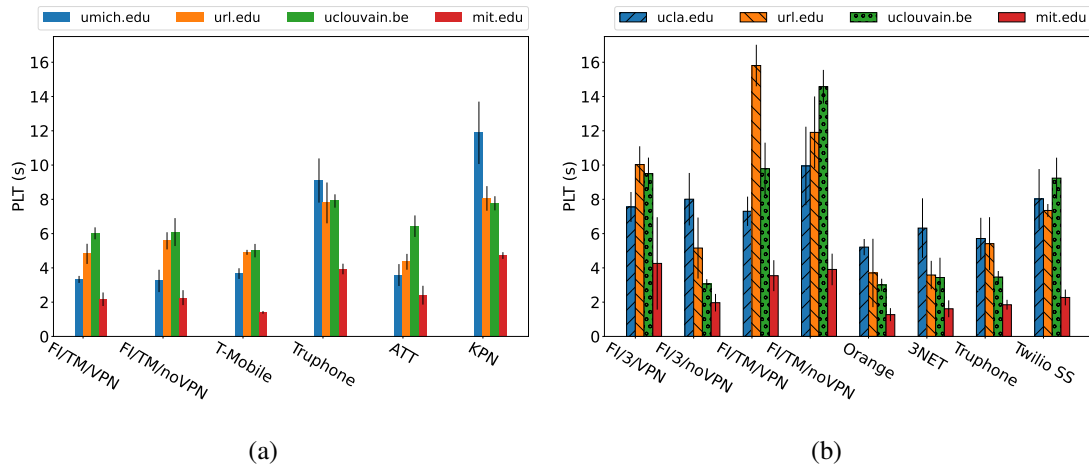 umich.edu url.edu uclouvain.be mit.edu
PLT (s)
16
14
12
10
8
6
4
2
0
FI/TM/VPN FI/TM/noVPN T-Mobile Truphone ATT KPN
(a)
ucla.edu url.edu uclouvain.be mit.edu
PLT (s)
16
14
12
10
8
6
4
2
0
FI/3/VPN FI/3/noVPN FI/TM/VPN FI/TM/noVPN Orange 3NET Truphone Twilio SS
(b)